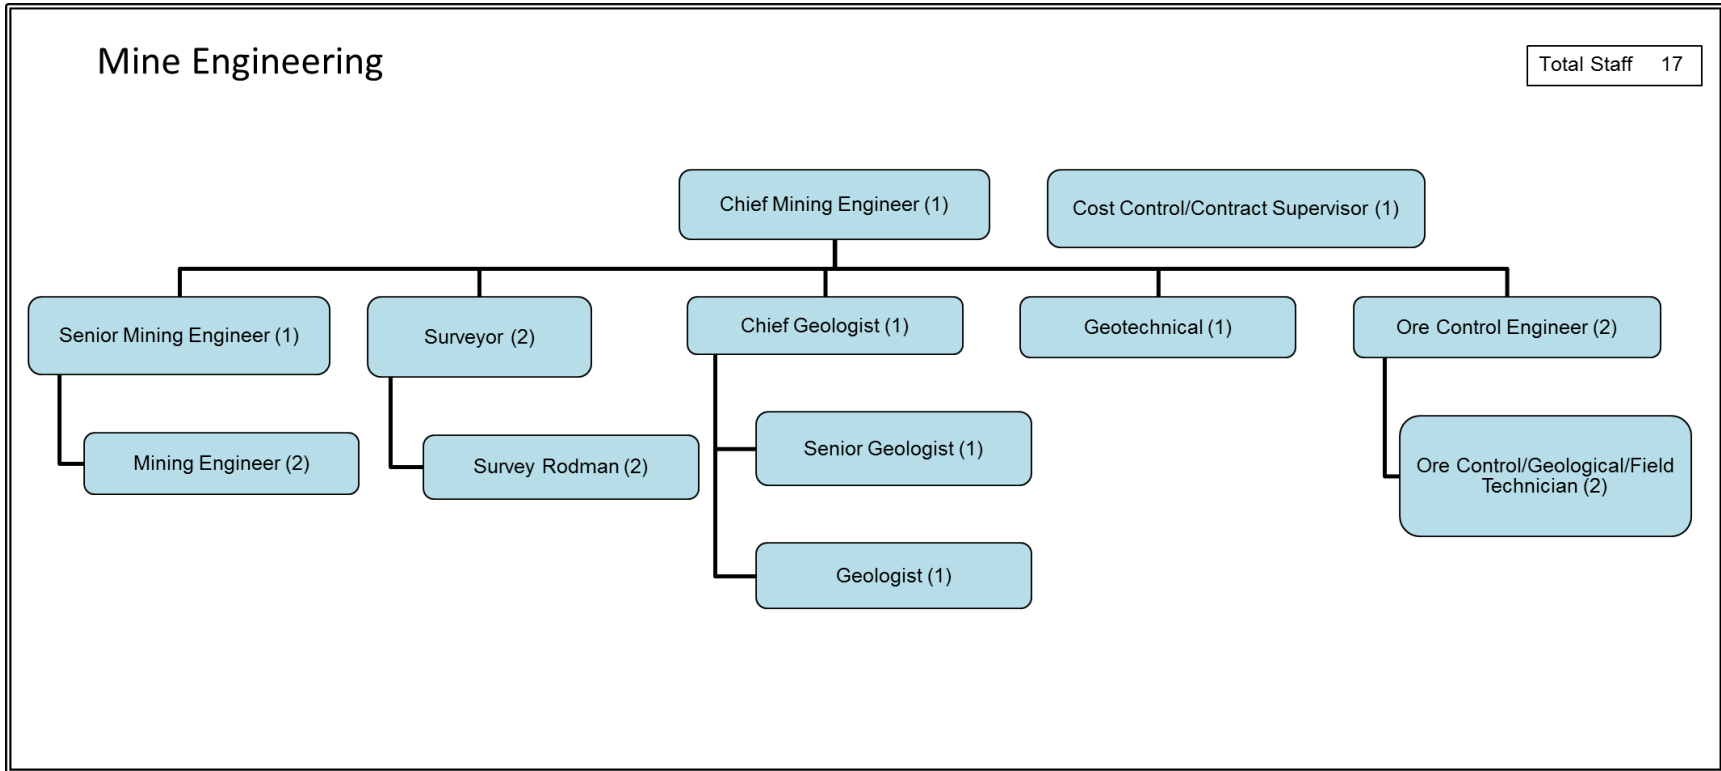 Mine Engineering
Total Staff 17
Chief Mining Engineer (1)
Cost Control/Contract Supervisor (1)
Senior Mining Engineer (1)
Surveyor (2)
Chief Geologist (1)
Geotechnical (1)
Ore Control Engineer (2)
Mining Engineer (2)
Survey Rodman (2)
Senior Geologist (1)
Ore Control/Geological/Field
Technician (2)
Geologist (1)